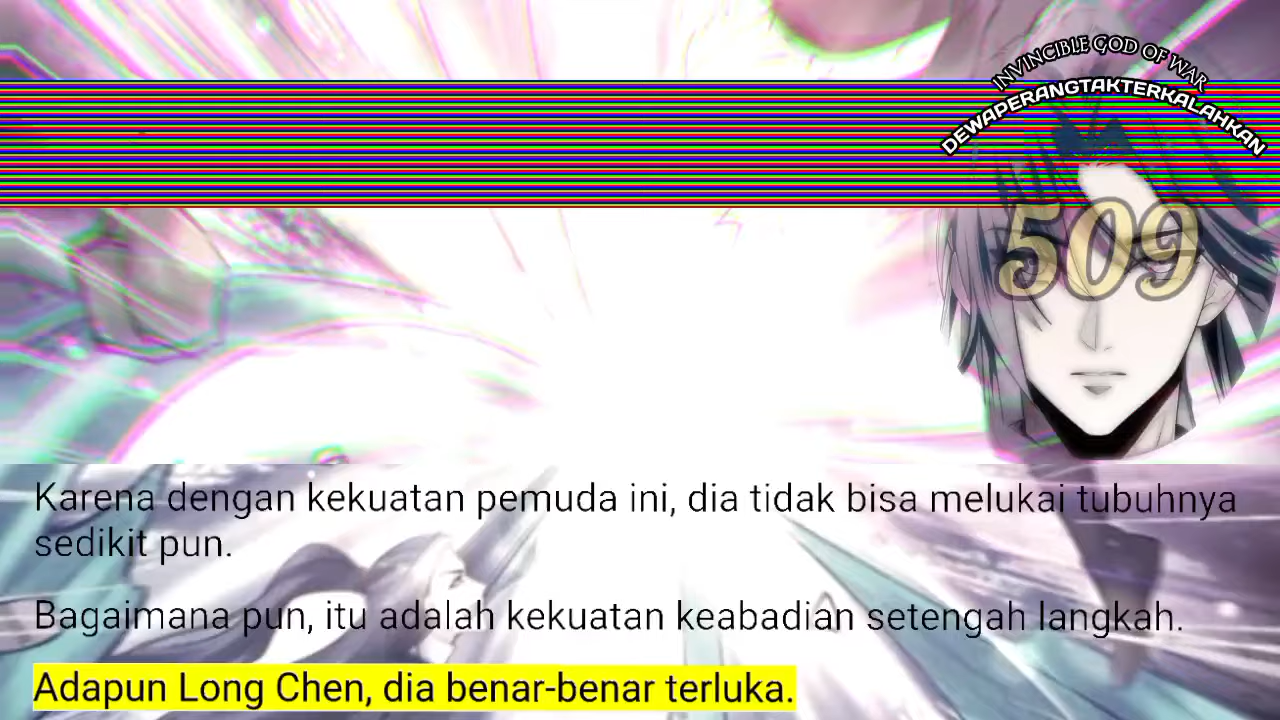 INVINCIBLE GOD OF WAR
DEWAPERANGTAKTERKALAHKAN
509
Karena dengan kekuatan pemuda ini, dia tidak bisa melukai tubuhnya
sedikit pun.
Bagaimana pun, itu adalah kekuatan keabadian setengah langkah.
Adapun Long Chen, dia benar-benar terluka.